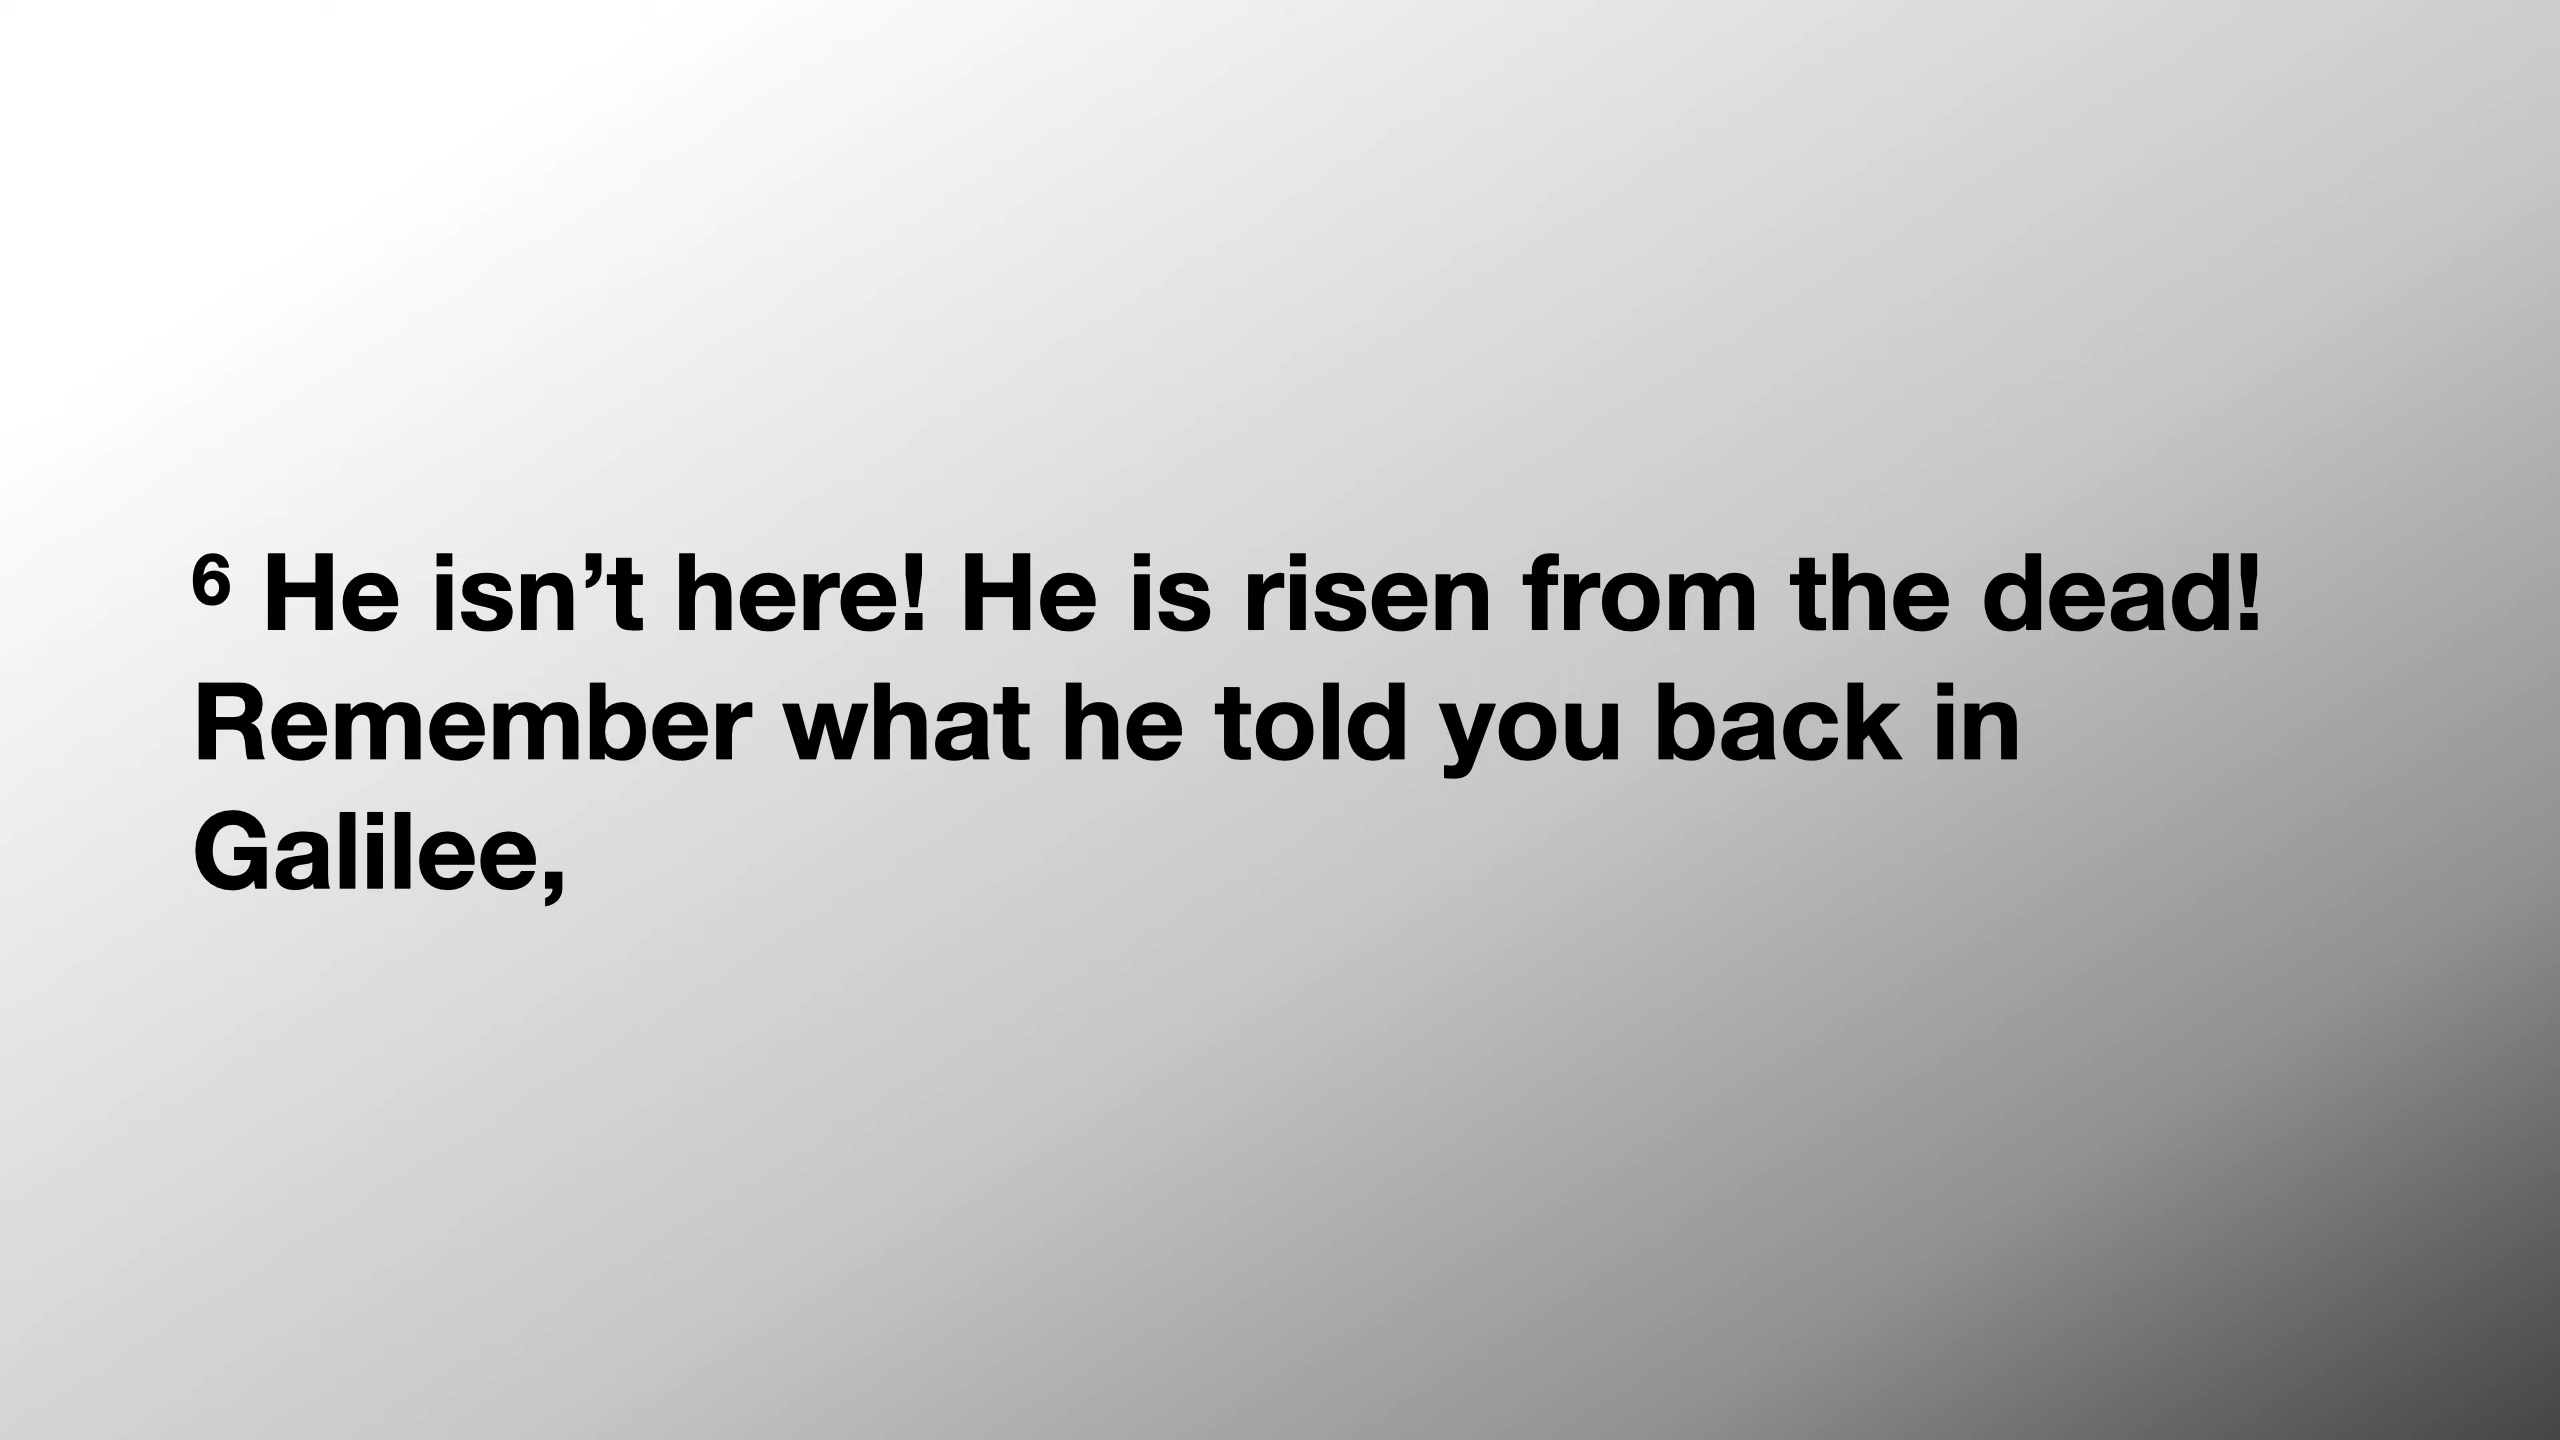 ⁶ He isn’t here! He is risen from the dead!
Remember what he told you back in
Galilee,